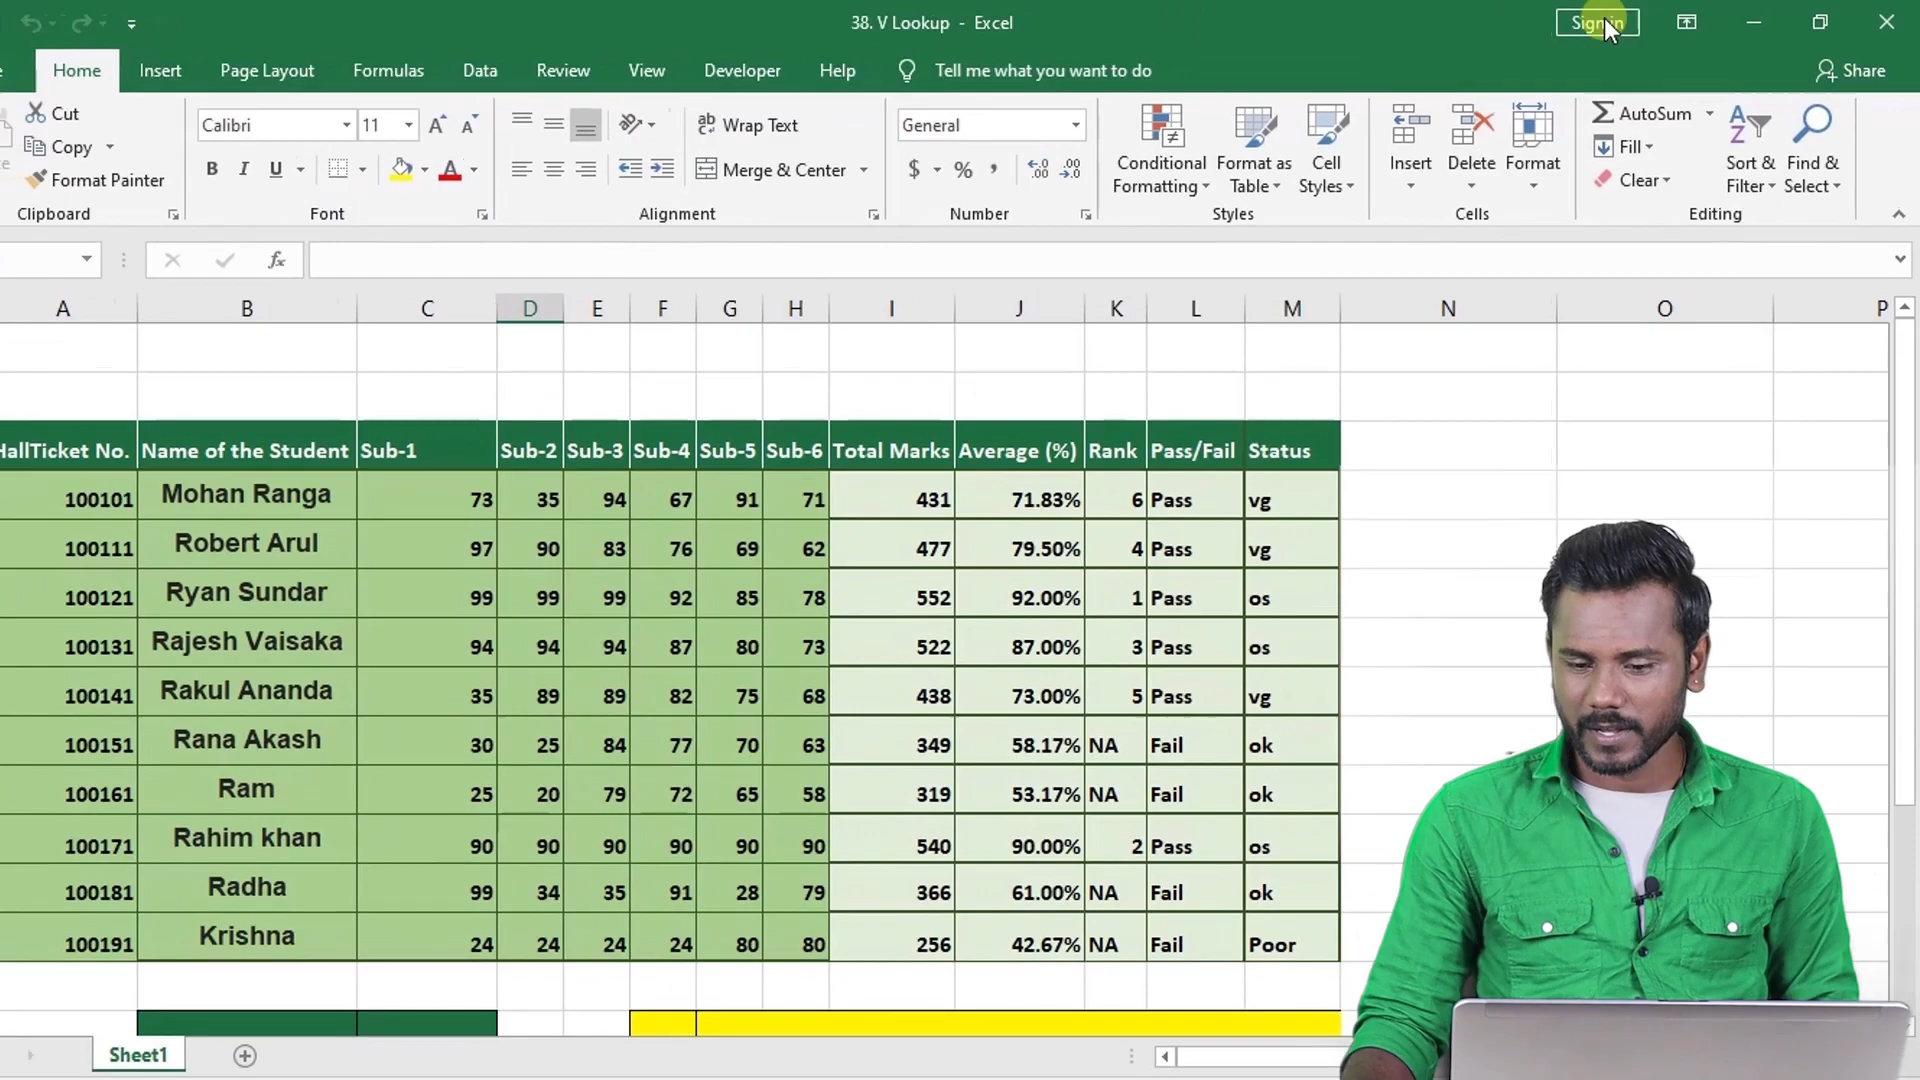 38. V Lookup - Excel
Sign in
Home Insert Page Layout Formulas Data Review View Developer Help Tell me what you want to do Share
Cut
Copy
Format Painter
Clipboard
Calibri 11
B I U
Font
Wrap Text
Merge & Center
Alignment
General
$ % ,
Number
Conditional Formatting
Format as Table
Cell Styles
Styles
Insert Delete Format
Cells
AutoSum
Fill
Clear
Sort & Filter
Find & Select
Editing
fx
A B C D E F G H I J K L M N O P
HallTicket No. Name of the Student Sub-1 Sub-2 Sub-3 Sub-4 Sub-5 Sub-6 Total Marks Average (%) Rank Pass/Fail Status
100101 Mohan Ranga 73 35 94 67 91 71 431 71.83% 6 Pass vg
100111 Robert Arul 97 90 83 76 69 62 477 79.50% 4 Pass vg
100121 Ryan Sundar 99 99 99 92 85 78 552 92.00% 1 Pass os
100131 Rajesh Vaisaka 94 94 94 87 80 73 522 87.00% 3 Pass os
100141 Rakul Ananda 35 89 89 82 75 68 438 73.00% 5 Pass vg
100151 Rana Akash 30 25 84 77 70 63 349 58.17% NA Fail ok
100161 Ram 25 20 79 72 65 58 319 53.17% NA Fail ok
100171 Rahim khan 90 90 90 90 90 90 540 90.00% 2 Pass os
100181 Radha 99 34 35 91 28 79 366 61.00% NA Fail ok
100191 Krishna 24 24 24 24 80 80 256 42.67% NA Fail Poor
Sheet1